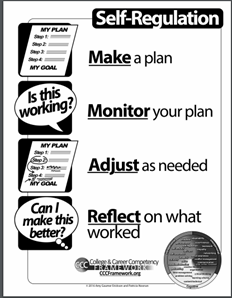 Self-Regulation
MY PLAN
Step 1:
Step 2:
Step 3:
Step 4:
MY GOAL
Make a plan
Is this
working?
Monitor your plan
MY PLAN
Step 1:
Step 2:
Step 3:
Step 4:
MY GOAL
Adjust as needed
Can I
make this
better?
Reflect on what
worked
CCC
College & Career Competency
FRAMEWORK
CCCFramework.org